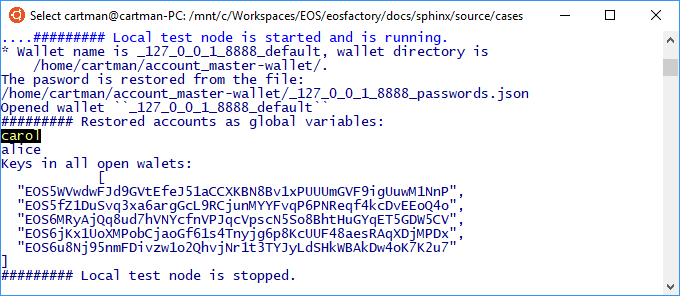 Select cartman@cartman-PC: /mnt/c/Workspaces/EOS/eosfactory/docs/sphinx/source/cases
....######### Local test node is started and is running.
* Wallet name is _127_0_0_1_8888_default, wallet directory is
/home/cartman/account_master-wallet/.
The pasword is restored from the file:
/home/cartman/account_master-wallet/_127_0_0_1_8888_passwords.json
Opened wallet ``_127_0_0_1_8888_default``
######### Restored accounts as global variables:
carol
alice
Keys in all open walets:
[
"EOS5WVwdwFJd9GVtEfeJ51aCCXKBN8Bv1xPUUUmGVF9igUuwM1NnP",
"EOS5fZ1DuSvq3xa6argGcL9RCjunMYYFvqP6PNReqf4kcDvEEoQ4o",
"EOS6MRyAjQq8ud7hVNYcfnVPJqcVpscN5So8BhtHuGYqET5GDW5CV",
"EOS6jKx1UoXMPobCjaoGf61s4Tnyjg6p8KcUUF48aesRAqXDjMPDx",
"EOS6u8Nj95nmFDivzw1o2QhvjNr1t3TYJyLdSHkWBAkDw4oK7K2u7"
]
######### Local test node is stopped.